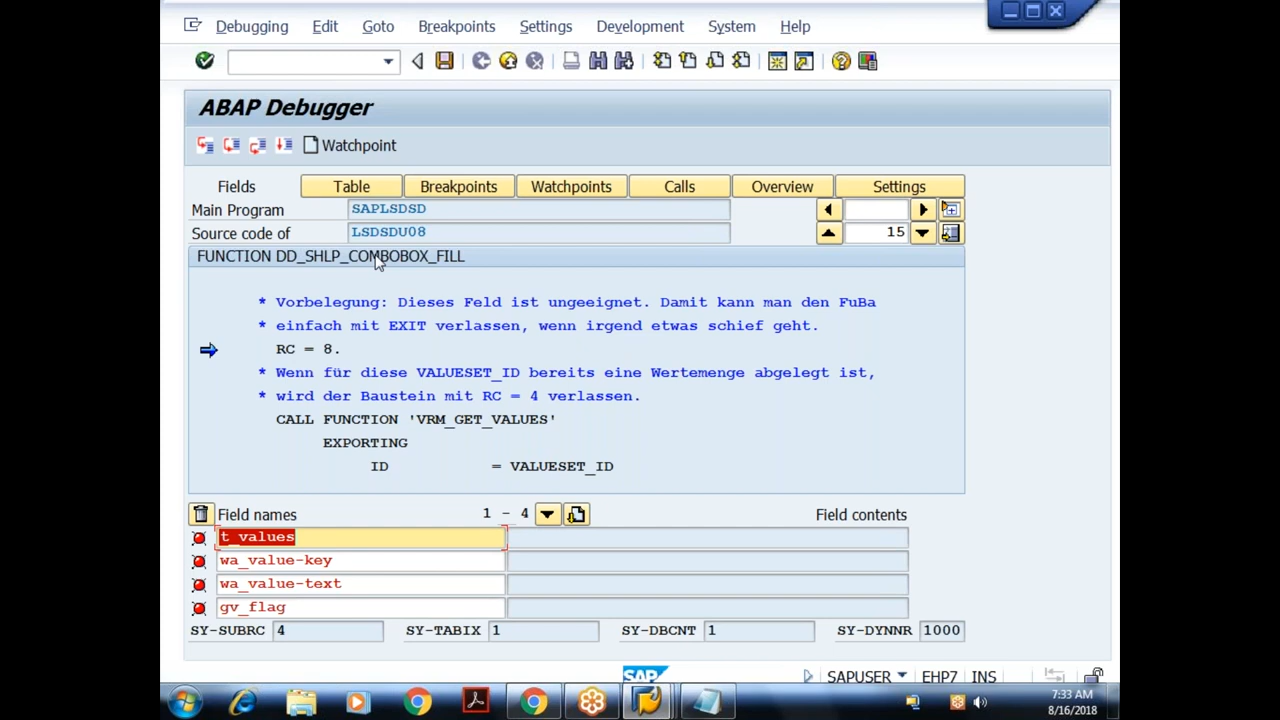 Debugging Edit Goto Breakpoints Settings Development System Help
ABAP Debugger
Watchpoint
Fields Table Breakpoints Watchpoints Calls Overview Settings
Main Program SAPLSDSD
Source code of LSDSDU08 15
FUNCTION DD_SHLP_COMBOBOX_FILL
* Vorbelegung: Dieses Feld ist ungeeignet. Damit kann man den FuBa
* einfach mit EXIT verlassen, wenn irgend etwas schief geht.
RC = 8.
* Wenn für diese VALUESET_ID bereits eine Wertemenge abgelegt ist,
* wird der Baustein mit RC = 4 verlassen.
CALL FUNCTION 'VRM_GET_VALUES'
EXPORTING
ID = VALUESET_ID
Field names 1 - 4 Field contents
t_values
wa_value-key
wa_value-text
gv_flag
SY-SUBRC 4 SY-TABIX 1 SY-DBCNT 1 SY-DYNNR 1000
SAP SAPUSER EHP7 INS
7:33 AM
8/16/2018